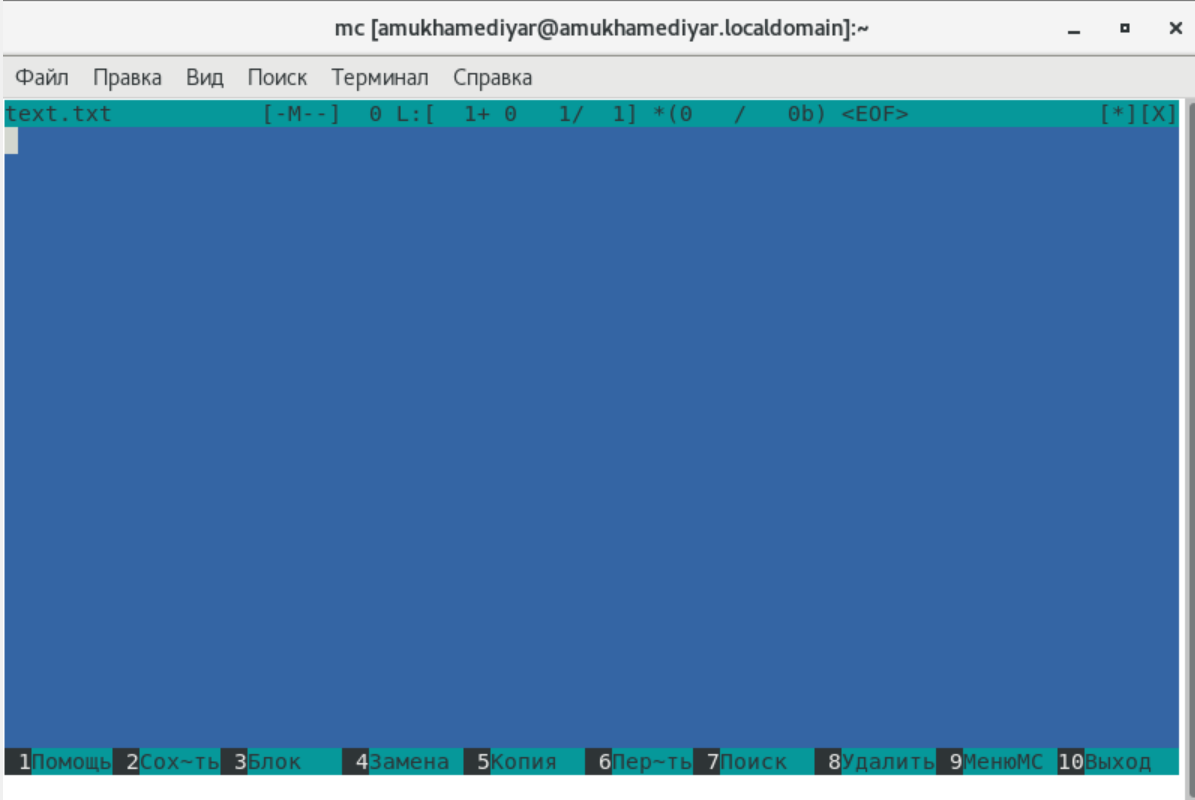 mc [amukhamediyar@amukhamediyar.localdomain]:~
Файл Правка Вид Поиск Терминал Справка
text.txt [-M--] 0 L:[ 1+ 0 1/ 1] *(0 / 0b) <EOF> [*][X]
1Помощь 2Сох~ть 3Блок 4Замена 5Копия 6Пер~ть 7Поиск 8Удалить 9МенюМС 10Выход